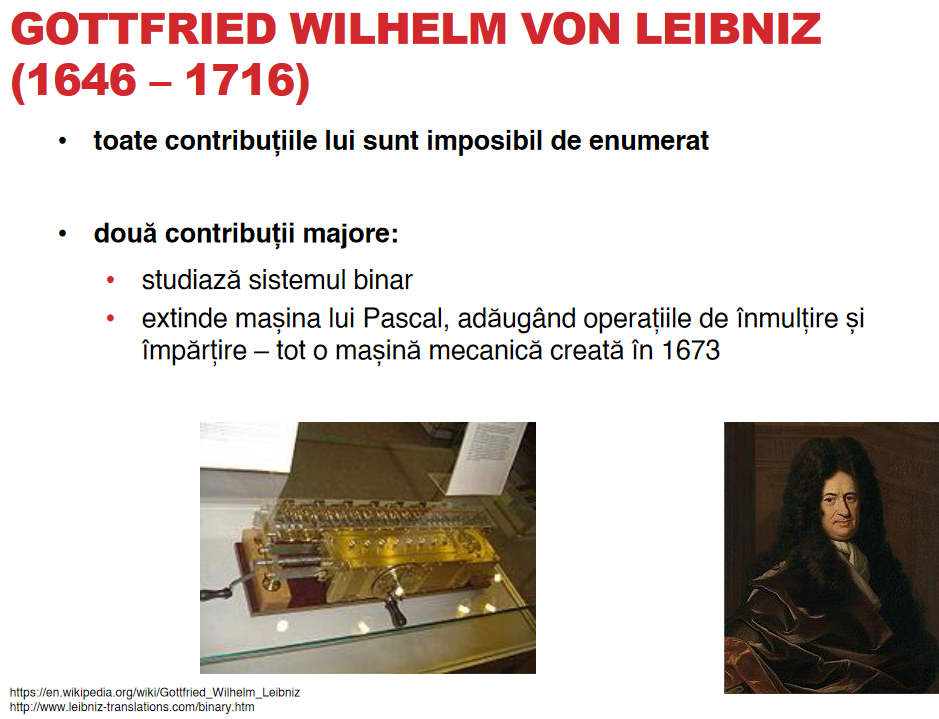 GOTTFRIED WILHELM VON LEIBNIZ
(1646 – 1716)
• toate contribuțiile lui sunt imposibil de enumerat
• două contribuții majore:
• studiază sistemul binar
• extinde mașina lui Pascal, adăugând operațiile de înmulțire și
împărțire – tot o mașină mecanică creată în 1673
https://en.wikipedia.org/wiki/Gottfried_Wilhelm_Leibniz
http://www.leibniz-translations.com/binary.htm